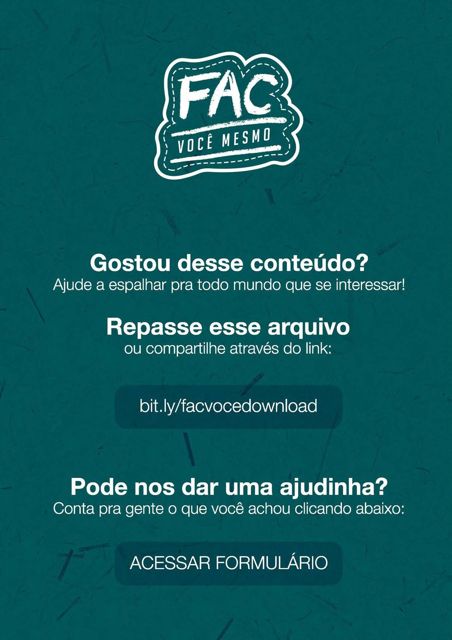 FAC
VOCÊ MESMO
Gostou desse conteúdo?
Ajude a espalhar pra todo mundo que se interessar!
Repasse esse arquivo
ou compartilhe através do link:
bit.ly/facvocedownload
Pode nos dar uma ajudinha?
Conta pra gente o que você achou clicando abaixo:
ACESSAR FORMULÁRIO